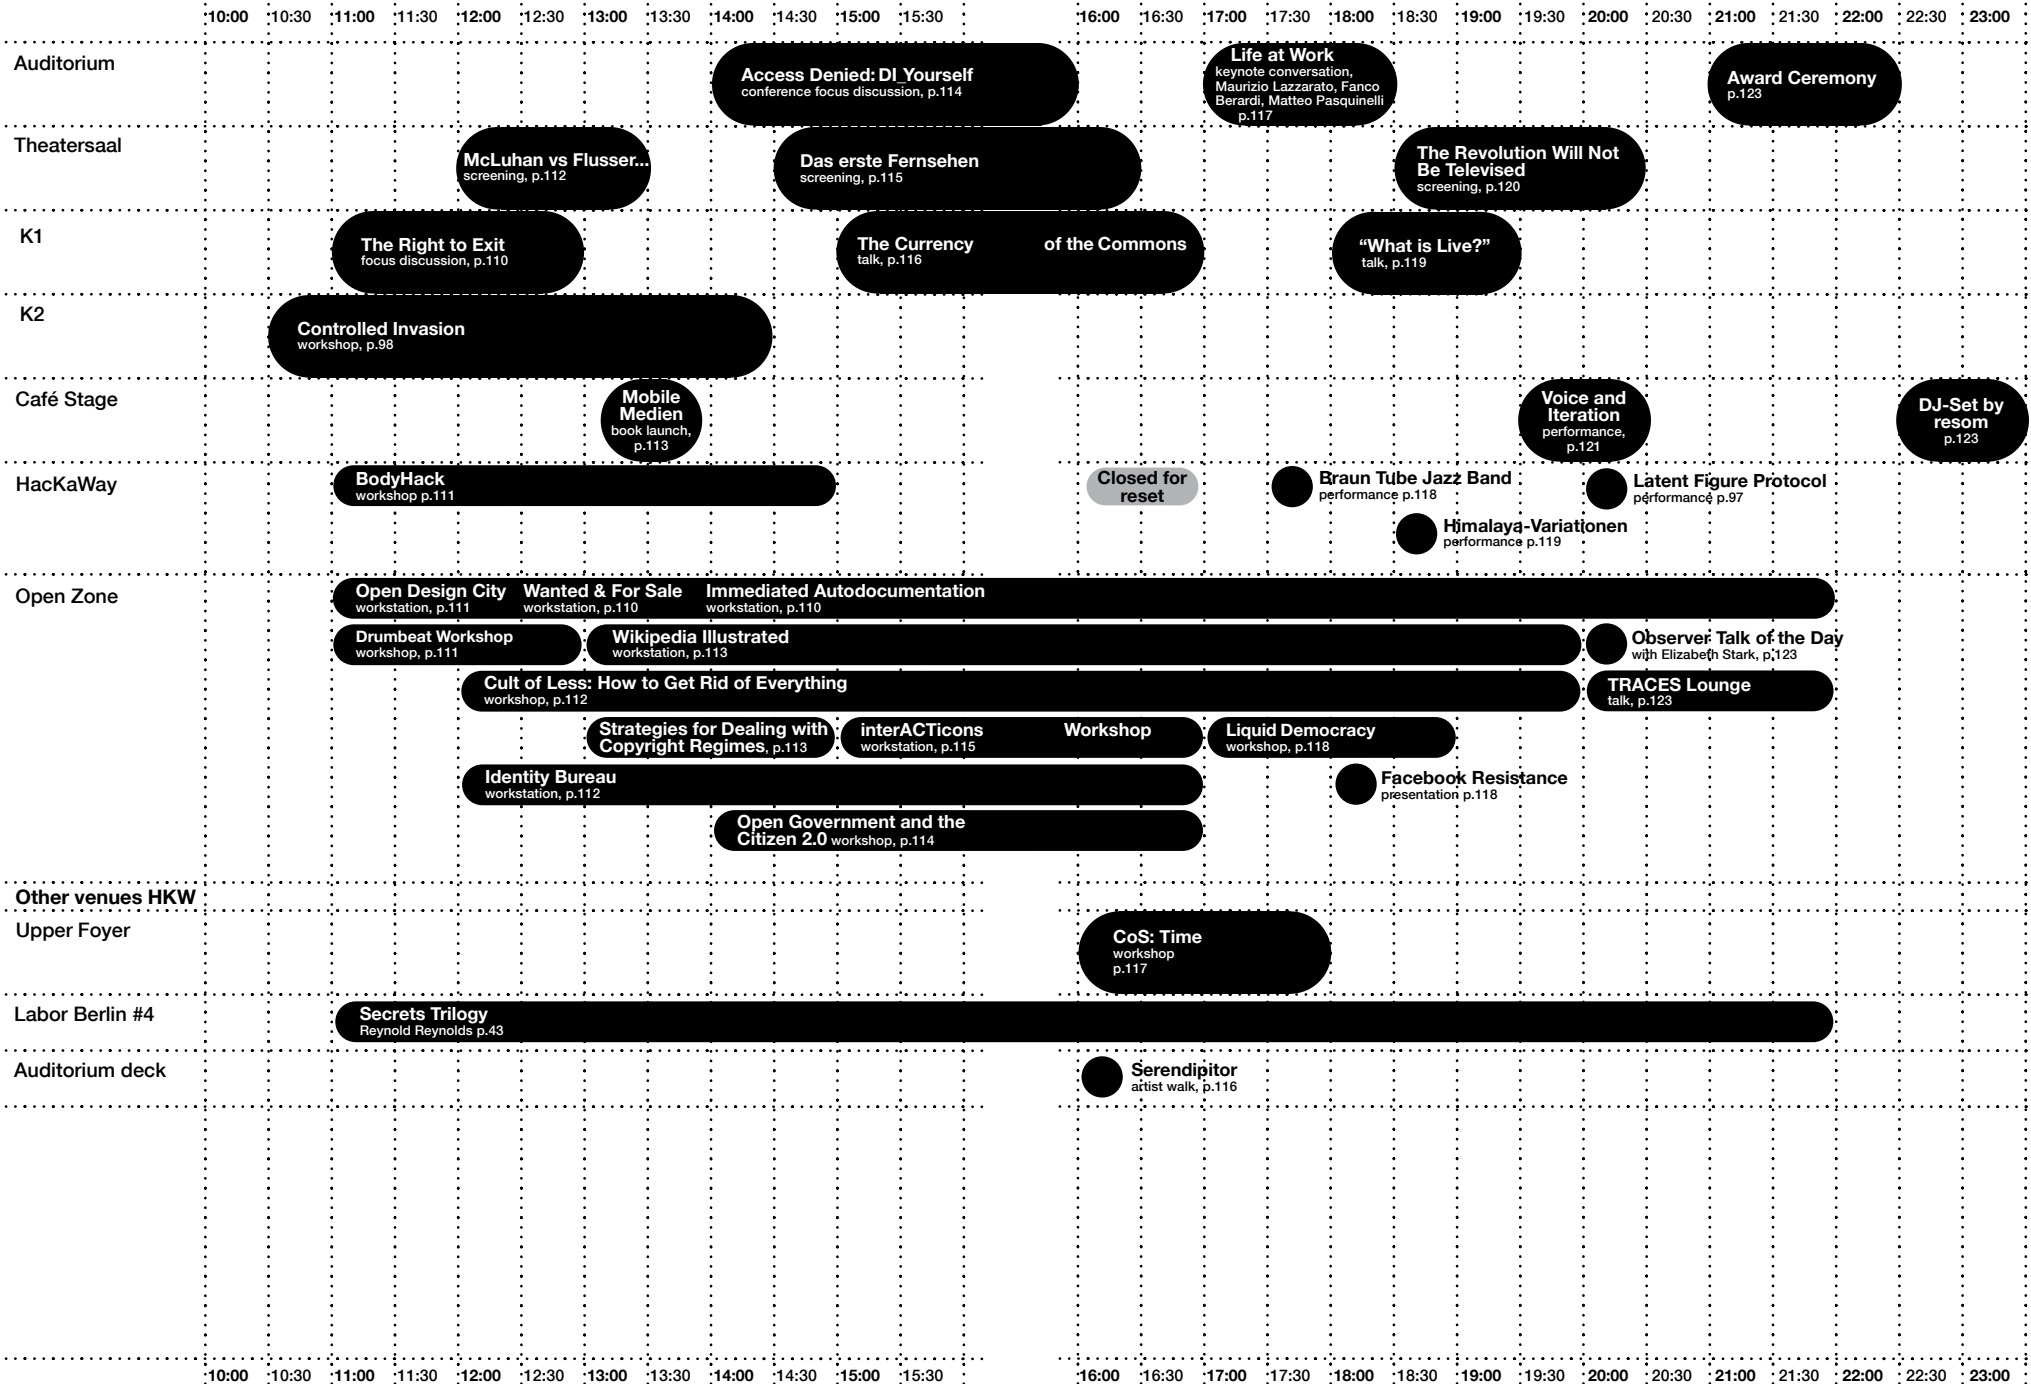 10:00 10:30 11:00 11:30 12:00 12:30 13:00 13:30 14:00 14:30 15:00 15:30 16:00 16:30 17:00 17:30 18:00 18:30 19:00 19:30 20:00 20:30 21:00 21:30 22:00 22:30 23:00
Auditorium
Access Denied: DI_Yourself
conference focus discussion, p.114
Life at Work
keynote conversation,
Maurizio Lazzarato, Fanco
Berardi, Matteo Pasquinelli
p.117
Award Ceremony
p.123
Theatersaal
McLuhan vs Flusser...
screening, p.112
Das erste Fernsehen
screening, p.115
The Revolution Will Not
Be Televised
screening, p.120
K1
The Right to Exit
focus discussion, p.110
The Currency of the Commons
talk, p.116
“What is Live?”
talk, p.119
K2
Controlled Invasion
workshop, p.98
Café Stage
Mobile
Medien
book launch,
p.113
Voice and
Iteration
performance,
p.121
DJ-Set by
resom
p.123
HacKaWay
BodyHack
workshop p.111
Closed for
reset
Braun Tube Jazz Band
performance p.118
Latent Figure Protocol
performance p.97
Himalaya-Variationen
performance p.119
Open Zone
Open Design City
workstation, p.111
Wanted & For Sale
workstation, p.110
Immediated Autodocumentation
workstation, p.110
Drumbeat Workshop
workshop, p.111
Wikipedia Illustrated
workstation, p.113
Observer Talk of the Day
with Elizabeth Stark, p.123
Cult of Less: How to Get Rid of Everything
workshop, p.112
TRACES Lounge
talk, p.123
Strategies for Dealing with
Copyright Regimes, p.113
interACTicons Workshop
workstation, p.115
Liquid Democracy
workshop, p.118
Identity Bureau
workstation, p.112
Facebook Resistance
presentation p.118
Open Government and the
Citizen 2.0 workshop, p.114
Other venues HKW
Upper Foyer
CoS: Time
workshop
p.117
Labor Berlin #4
Secrets Trilogy
Reynold Reynolds p.43
Auditorium deck
Serendipitor
artist walk, p.116
10:00 10:30 11:00 11:30 12:00 12:30 13:00 13:30 14:00 14:30 15:00 15:30 16:00 16:30 17:00 17:30 18:00 18:30 19:00 19:30 20:00 20:30 21:00 21:30 22:00 22:30 23:00